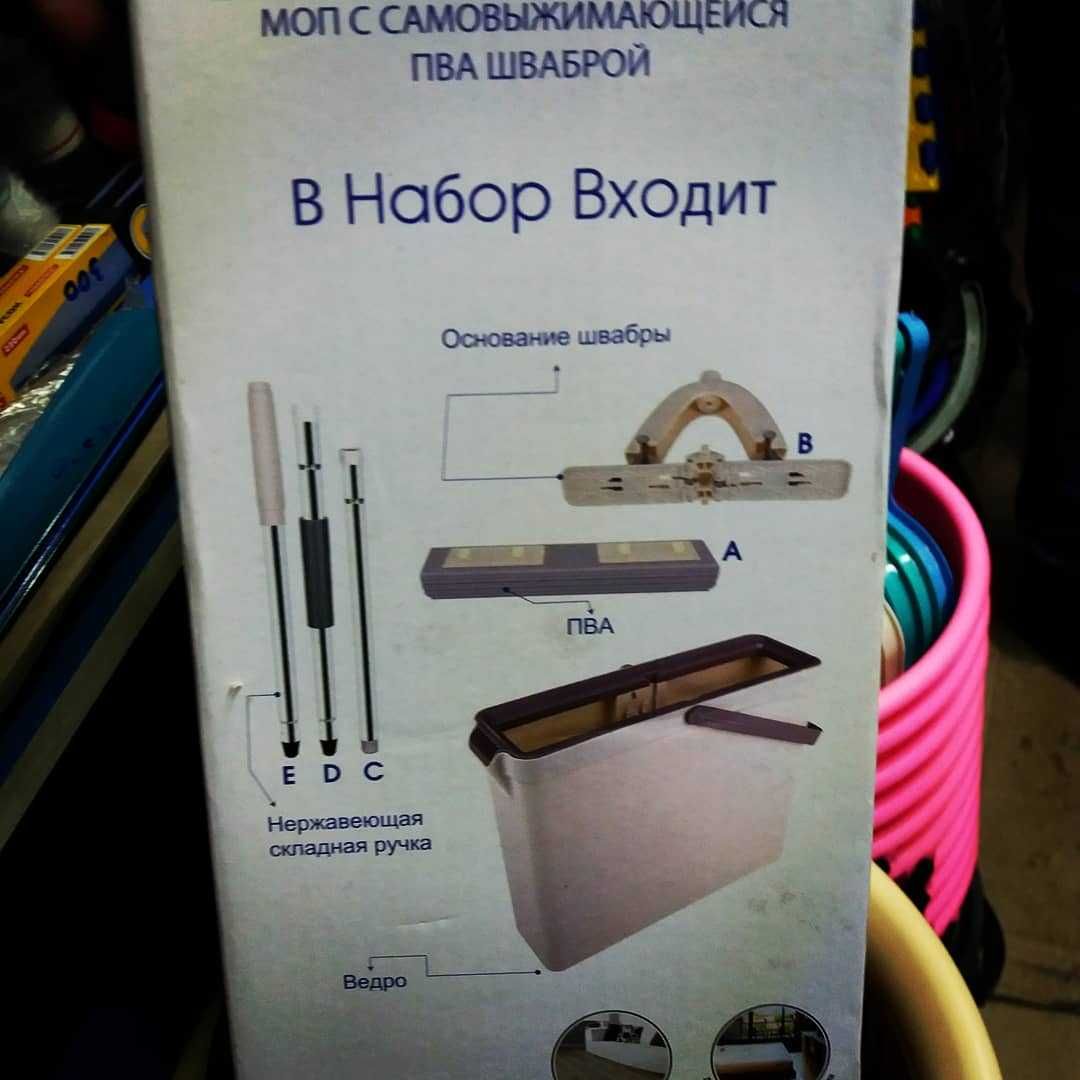 МОП С САМОВЫЖИМАЮЩЕЙСЯ
ПВА ШВАБРОЙ
В Набор Входит
Основание швабры
B
A
ПВА
E D C
Нержавеющая
складная ручка
Ведро